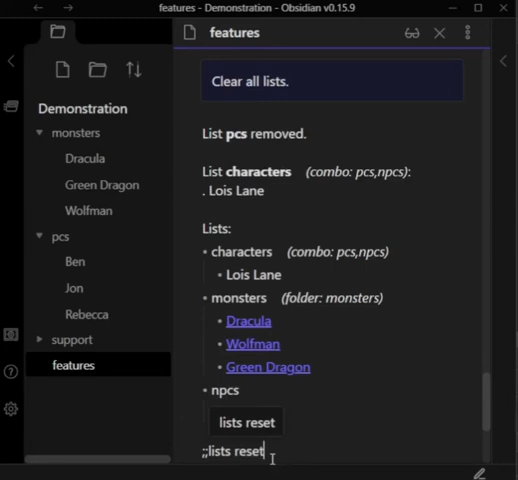 features - Demonstration - Obsidian v0.15.9
features
Demonstration
monsters
Dracula
Green Dragon
Wolfman
pcs
Ben
Jon
Rebecca
support
features
Clear all lists.
List pcs removed.
List characters (combo: pcs,npcs):
. Lois Lane
Lists:
• characters (combo: pcs,npcs)
• Lois Lane
• monsters (folder: monsters)
• Dracula
• Wolfman
• Green Dragon
• npcs
lists reset
;;lists reset